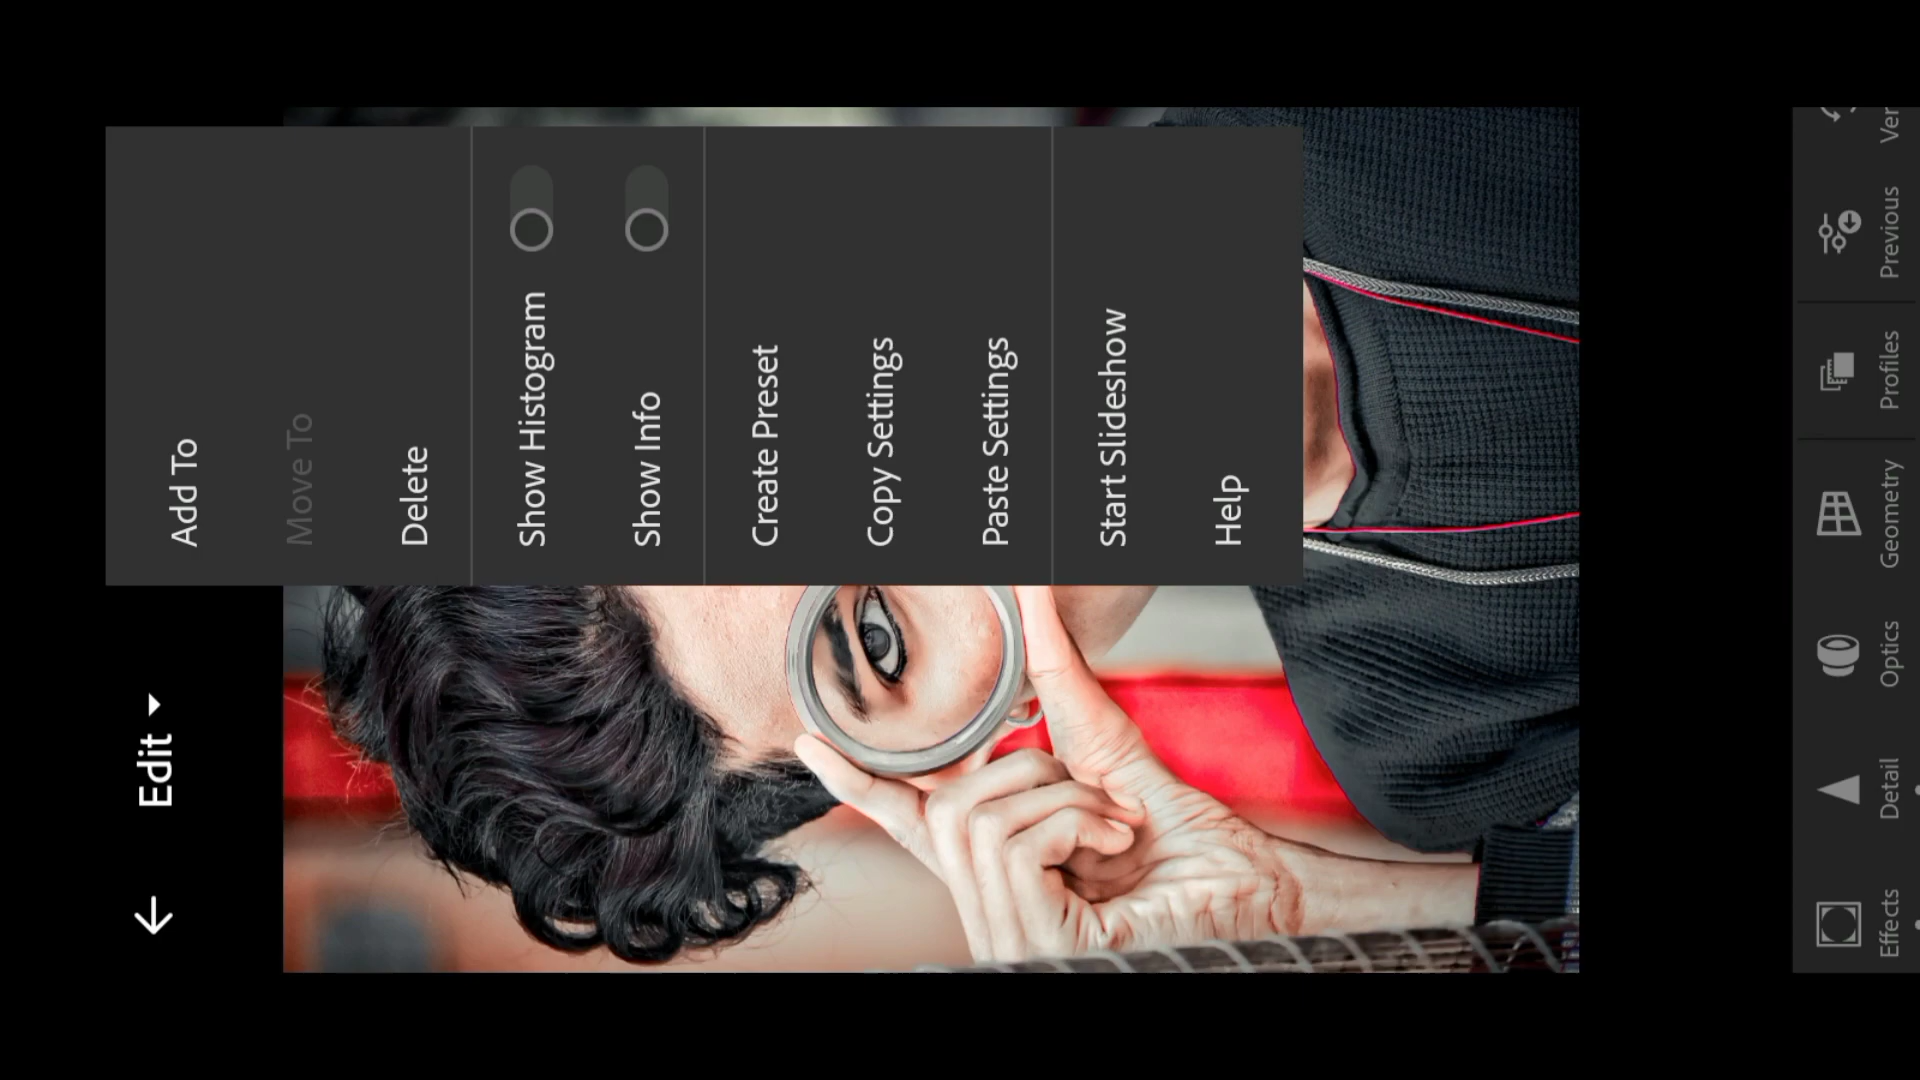 ← Edit
Add To
Move To
Delete
Show Histogram
Show Info
Create Preset
Copy Settings
Paste Settings
Start Slideshow
Help
Effects
Detail
Optics
Geometry
Profiles
Previous